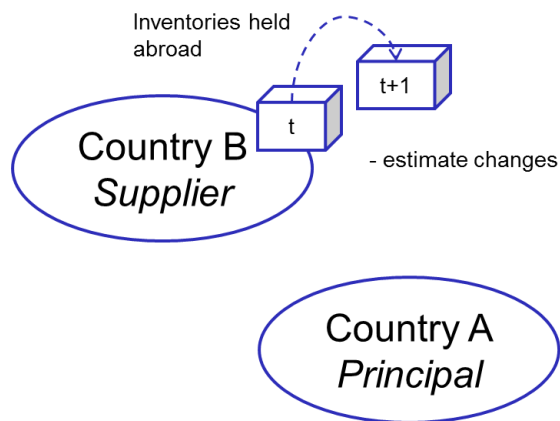 Inventories held
abroad
t+1
t
Country B
Supplier
- estimate changes
Country A
Principal